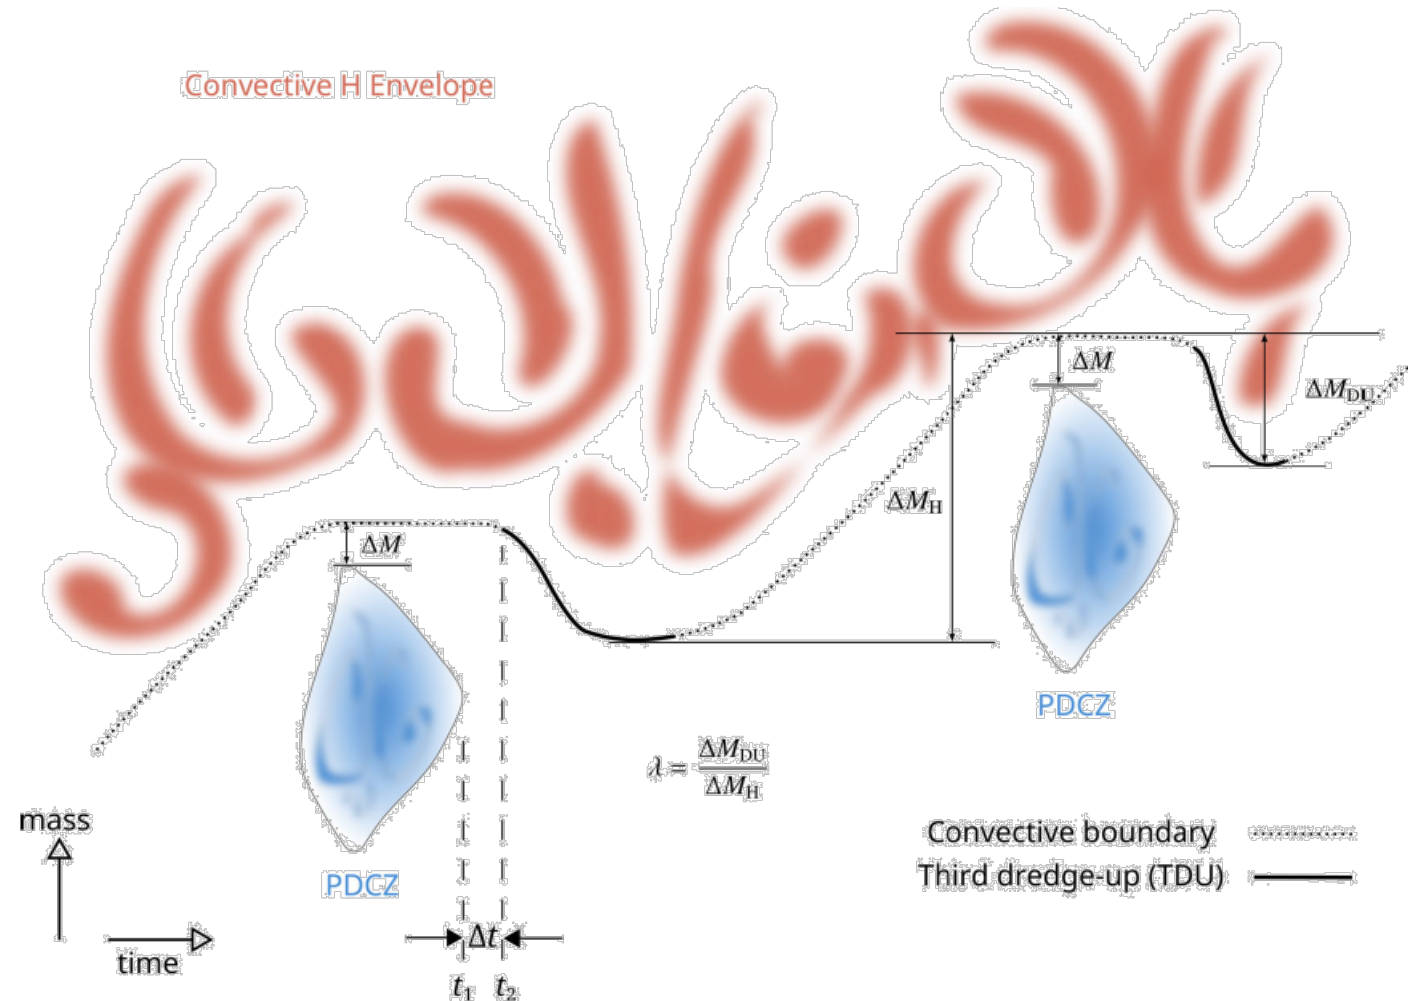 Convective H Envelope
ΔM
ΔM_DU
ΔM_H
ΔM
PDCZ
λ = ΔM_DU / ΔM_H
mass
Convective boundary
Third dredge-up (TDU)
PDCZ
time
Δt
t₁ t₂